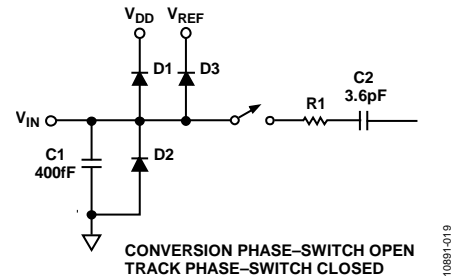 VDD VREF
D1 D3
C2
3.6pF
R1
VIN
C1
400fF
D2
CONVERSION PHASE–SWITCH OPEN
TRACK PHASE–SWITCH CLOSED
10891-019